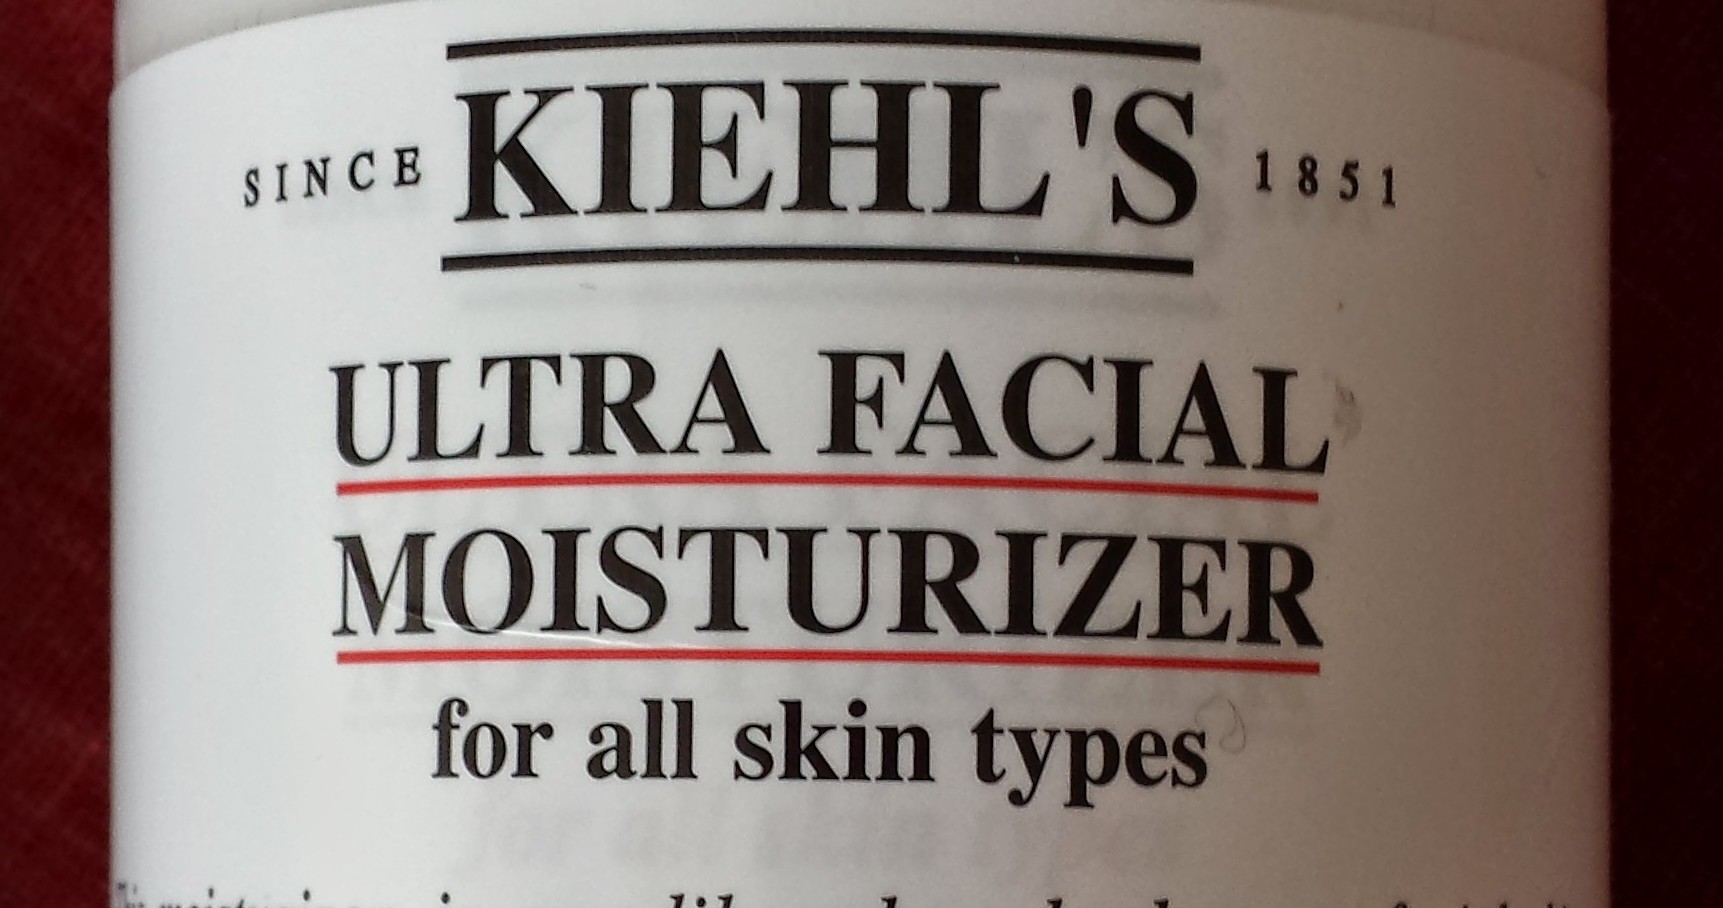 SINCE KIEHL'S 1851
ULTRA FACIAL
MOISTURIZER
for all skin types